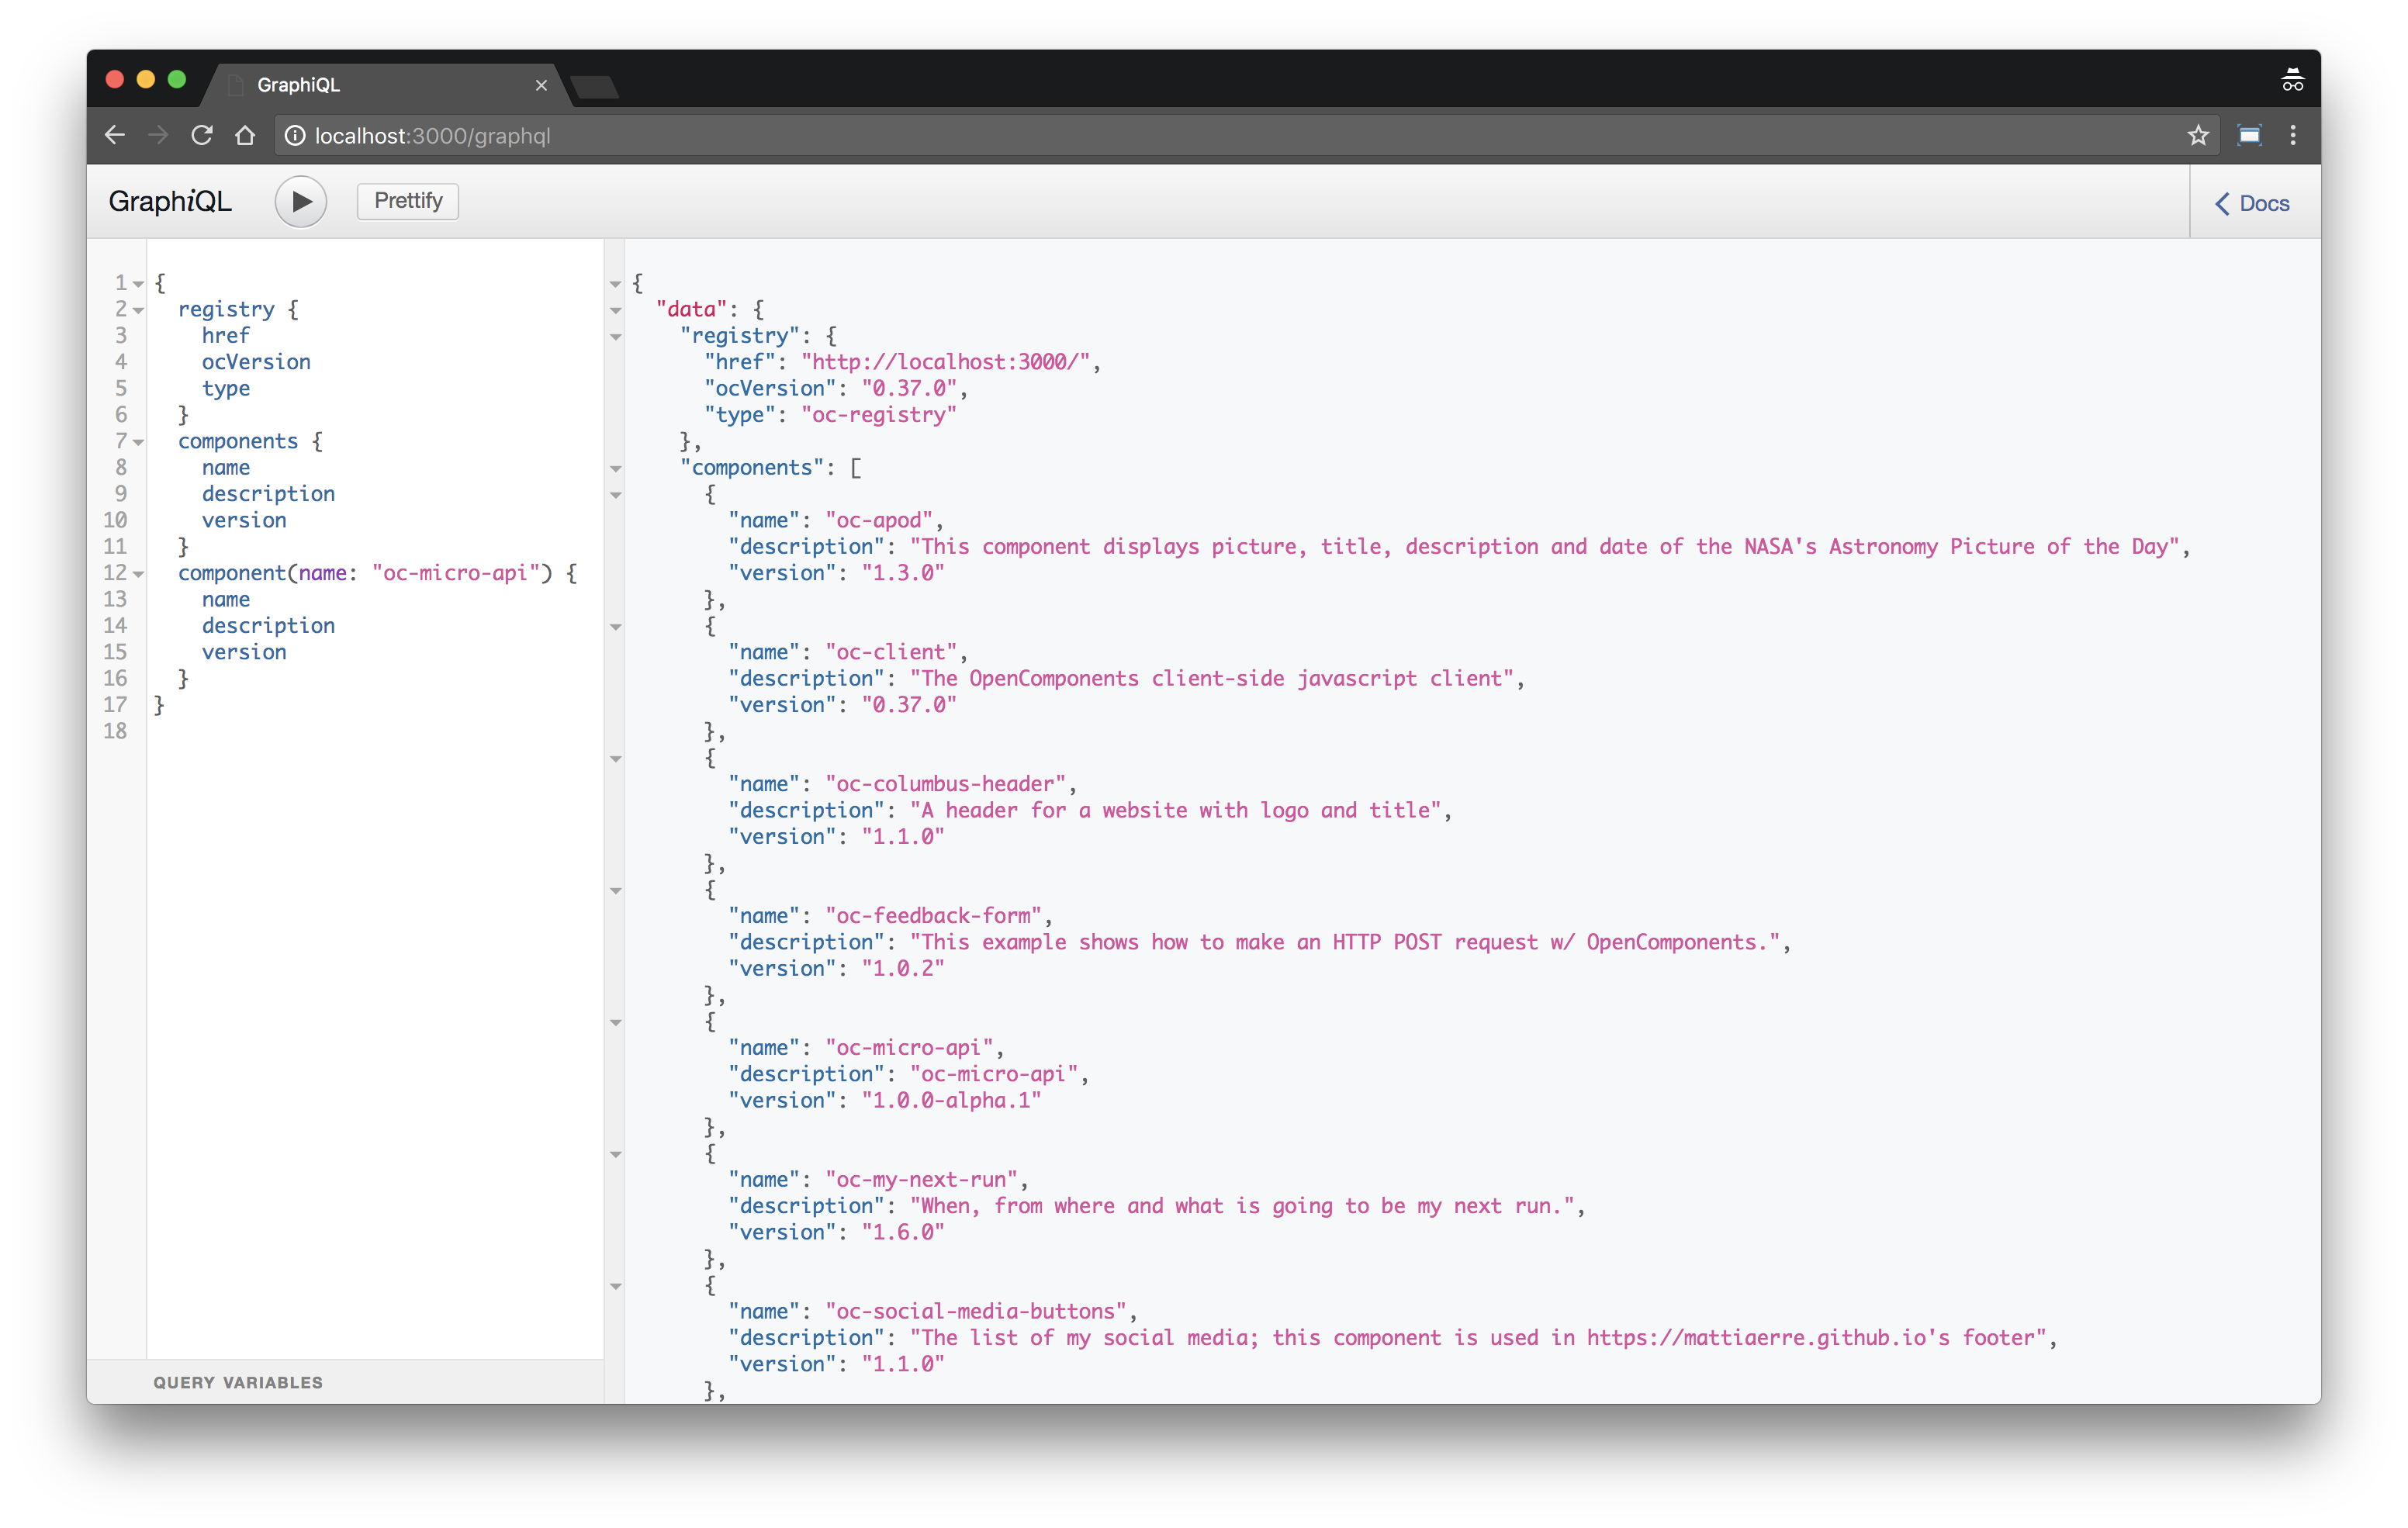 GraphiQL
localhost:3000/graphql
GraphiQL
Prettify
Docs
1 {
2   registry {
3     href
4     ocVersion
5     type
6   }
7   components {
8     name
9     description
10     version
11   }
12   component(name: "oc-micro-api") {
13     name
14     description
15     version
16   }
17 }
18
QUERY VARIABLES
{
  "data": {
    "registry": {
      "href": "http://localhost:3000/",
      "ocVersion": "0.37.0",
      "type": "oc-registry"
    },
    "components": [
      {
        "name": "oc-apod",
        "description": "This component displays picture, title, description and date of the NASA's Astronomy Picture of the Day",
        "version": "1.3.0"
      },
      {
        "name": "oc-client",
        "description": "The OpenComponents client-side javascript client",
        "version": "0.37.0"
      },
      {
        "name": "oc-columbus-header",
        "description": "A header for a website with logo and title",
        "version": "1.1.0"
      },
      {
        "name": "oc-feedback-form",
        "description": "This example shows how to make an HTTP POST request w/ OpenComponents.",
        "version": "1.0.2"
      },
      {
        "name": "oc-micro-api",
        "description": "oc-micro-api",
        "version": "1.0.0-alpha.1"
      },
      {
        "name": "oc-my-next-run",
        "description": "When, from where and what is going to be my next run.",
        "version": "1.6.0"
      },
      {
        "name": "oc-social-media-buttons",
        "description": "The list of my social media; this component is used in https://mattiaerre.github.io's footer",
        "version": "1.1.0"
      },